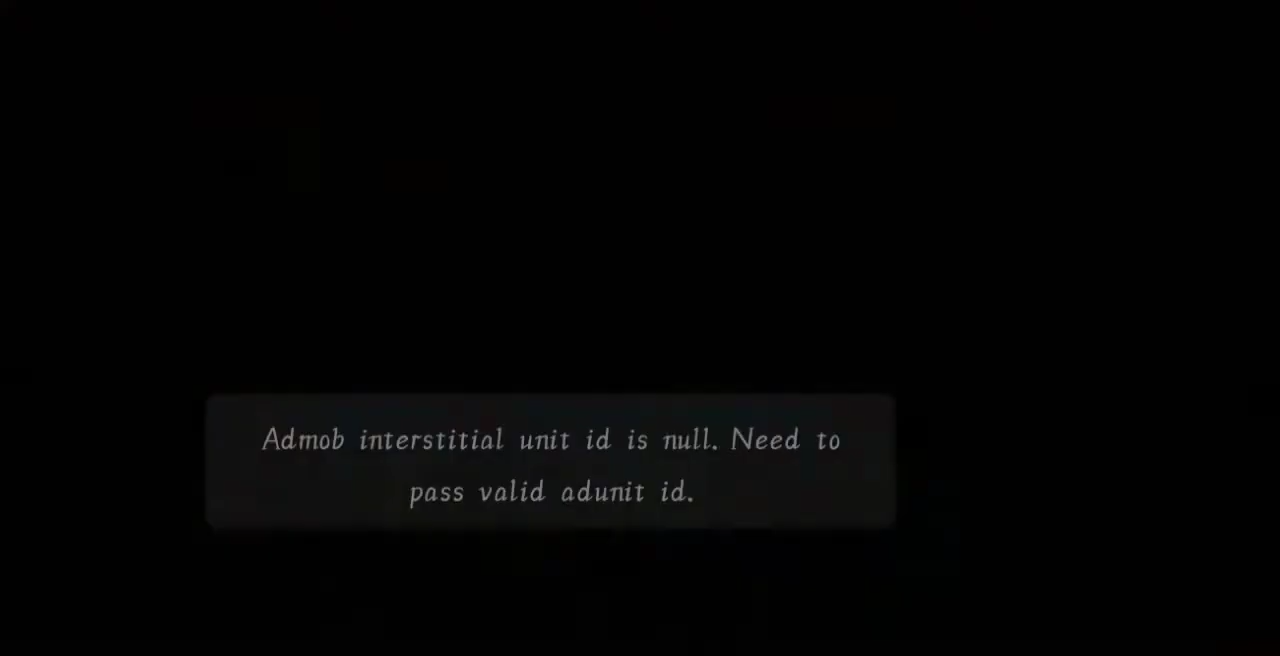 Admob interstitial unit id is null. Need to
pass valid adunit id.